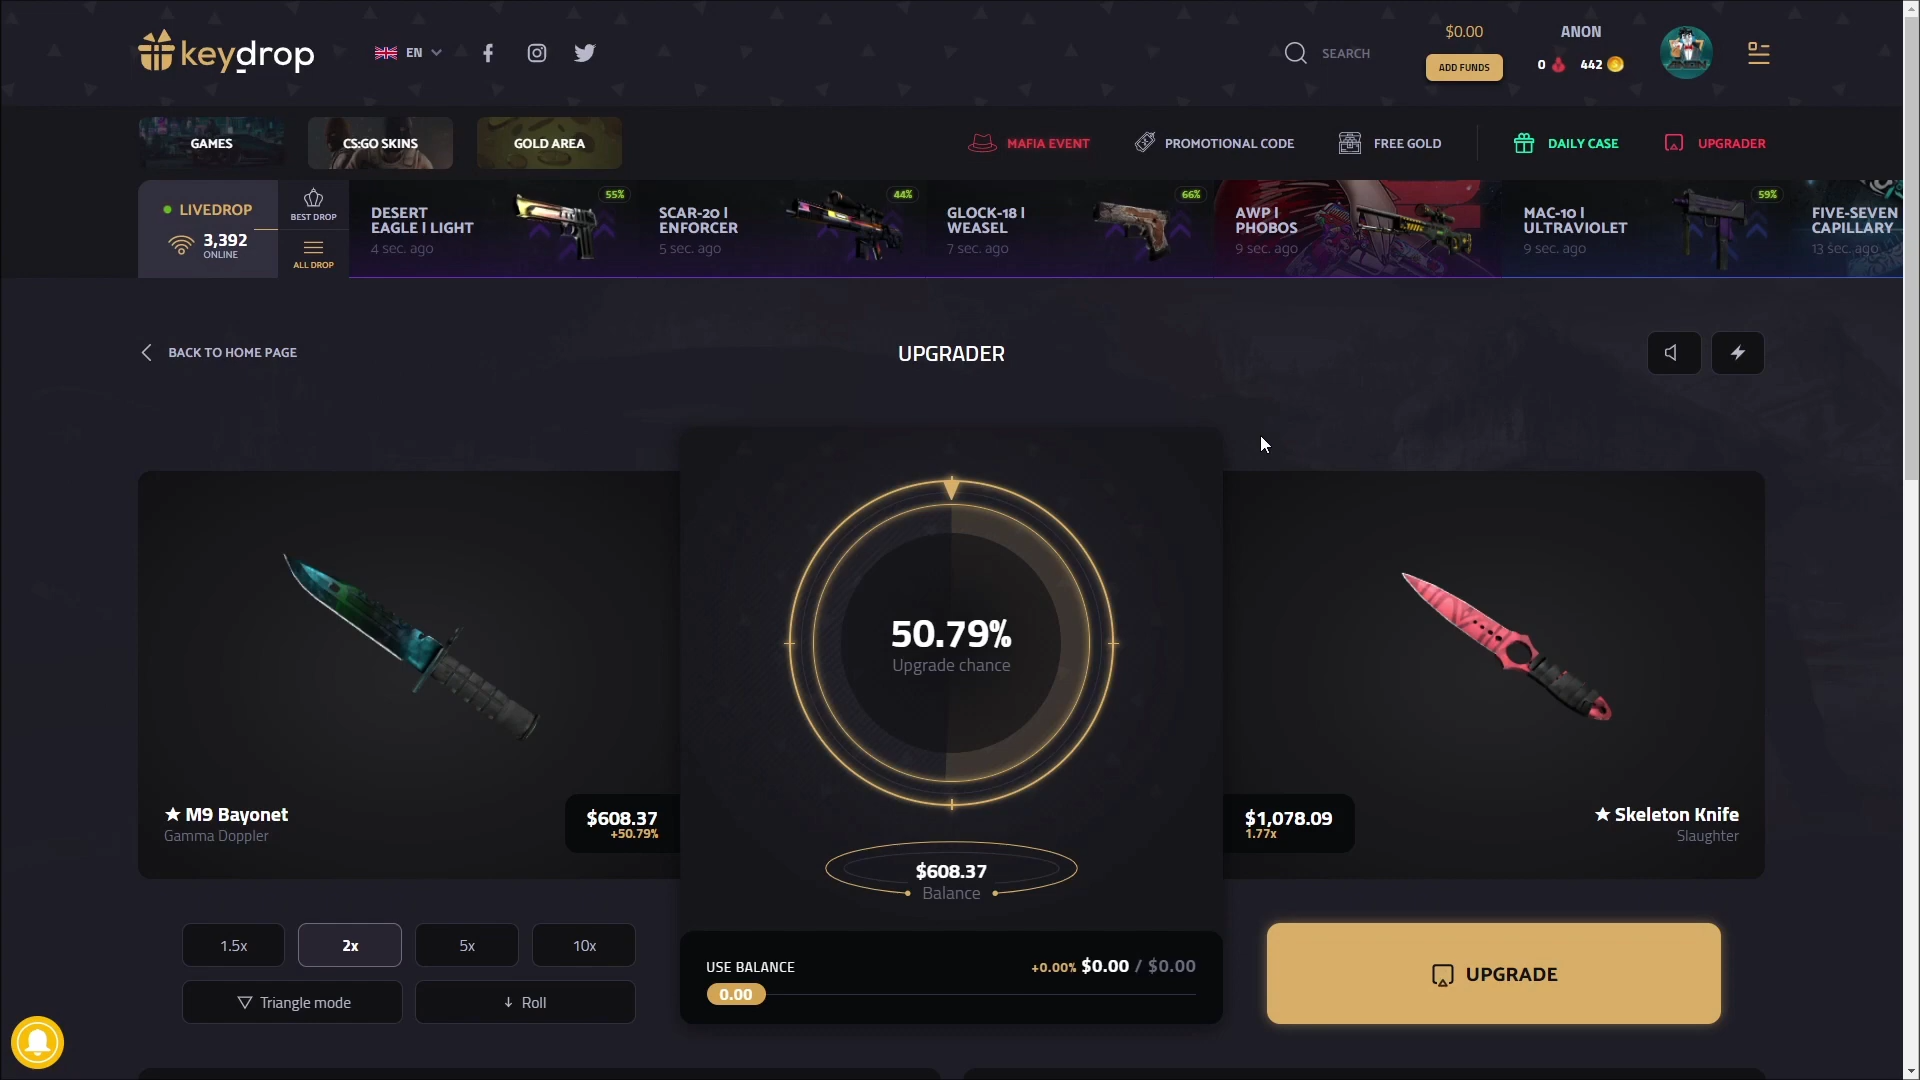 keydrop
EN
SEARCH
$0.00
ADD FUNDS
ANON
0 442
GAMES
CS:GO SKINS
GOLD AREA
MAFIA EVENT
PROMOTIONAL CODE
FREE GOLD
DAILY CASE
UPGRADER
LIVEDROP
3,392
ONLINE
BEST DROP
ALL DROP
DESERT
EAGLE | LIGHT
4 sec. ago
55%
SCAR-20 |
ENFORCER
5 sec. ago
44%
GLOCK-18 |
WEASEL
7 sec. ago
66%
AWP |
PHOBOS
9 sec. ago
MAC-10 |
ULTRAVIOLET
9 sec. ago
59%
FIVE-SEVEN
CAPILLARY
13 sec. ago
BACK TO HOME PAGE
UPGRADER
50.79%
Upgrade chance
★ M9 Bayonet
Gamma Doppler
$608.37
+50.79%
$1,078.09
1.77x
★ Skeleton Knife
Slaughter
$608.37
Balance
1.5x
2x
5x
10x
Triangle mode
Roll
USE BALANCE
+0.00% $0.00 / $0.00
0.00
UPGRADE